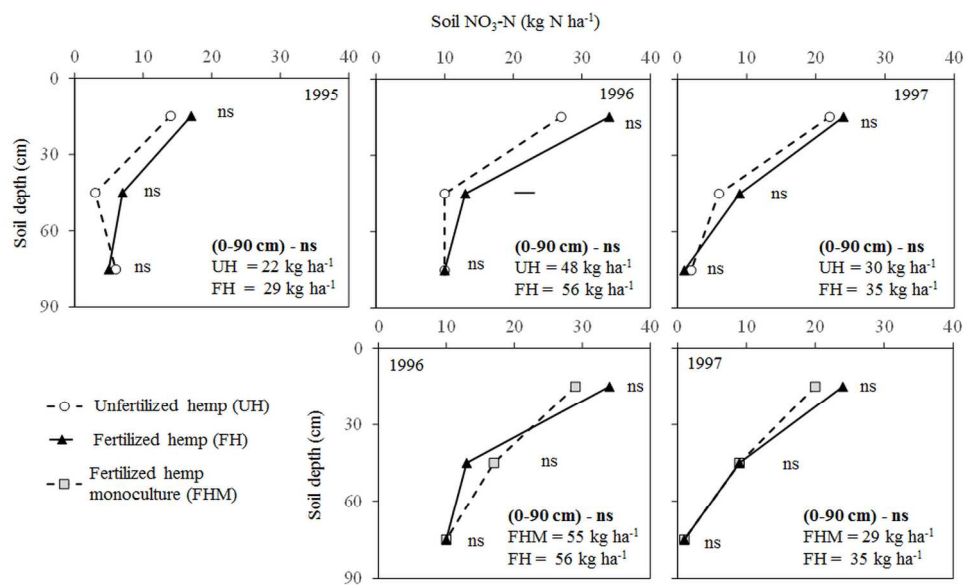 Soil NO₃-N (kg N ha⁻¹)
0 10 20 30 40
0 10 20 30 40
0 10 20 30 40
0
30
60
90
Soil depth (cm)
1995
ns
ns
ns
(0-90 cm) - ns
UH = 22 kg ha⁻¹
FH = 29 kg ha⁻¹
1996
ns
ns
(0-90 cm) - ns
UH = 48 kg ha⁻¹
FH = 56 kg ha⁻¹
1997
ns
ns
ns
(0-90 cm) - ns
UH = 30 kg ha⁻¹
FH = 35 kg ha⁻¹
Unfertilized hemp (UH)
Fertilized hemp (FH)
Fertilized hemp
monoculture (FHM)
0 10 20 30 40
0 10 20 30 40
0
30
60
90
Soil depth (cm)
1996
ns
ns
ns
(0-90 cm) - ns
FHM = 55 kg ha⁻¹
FH = 56 kg ha⁻¹
1997
ns
ns
ns
(0-90 cm) - ns
FHM = 29 kg ha⁻¹
FH = 35 kg ha⁻¹